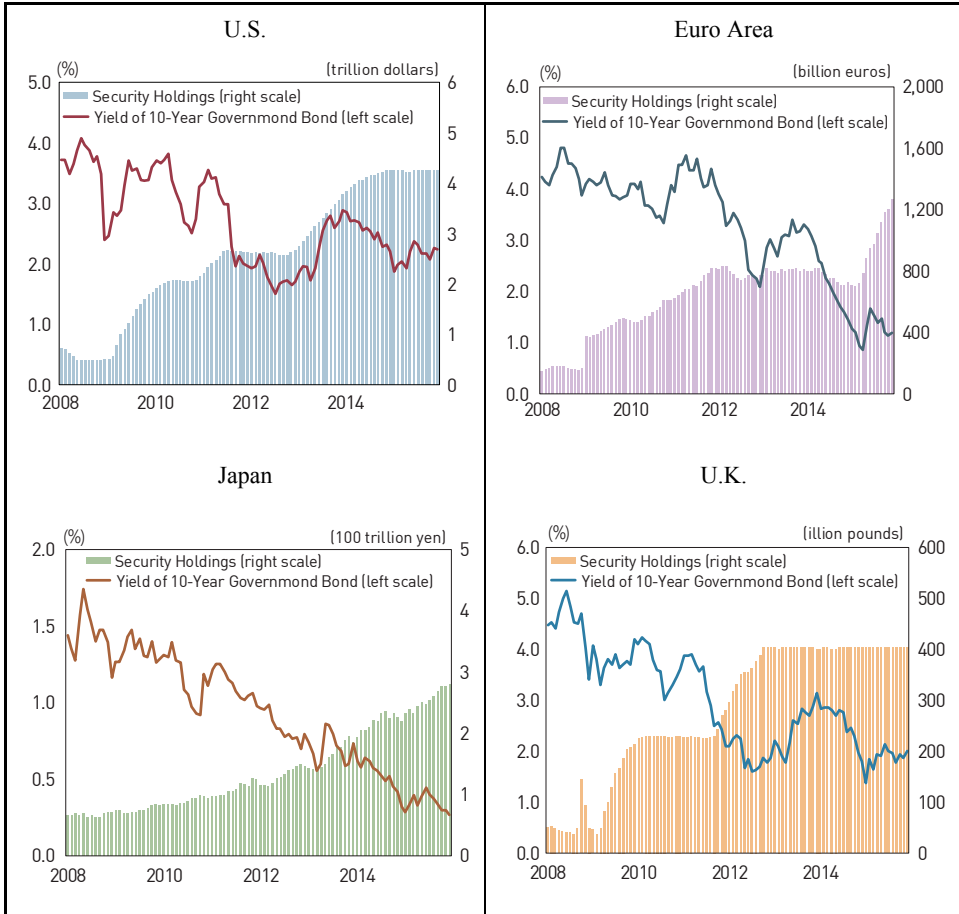 U.S.
(%) (trillion dollars)
5.0 6
Security Holdings (right scale)
Yield of 10-Year Governmond Bond (left scale)
4.0 5
3.0 4
2.0 3
1.0 2
0.0 1
0
2008 2010 2012 2014
Euro Area
(%) (billion euros)
6.0 2,000
Security Holdings (right scale)
Yield of 10-Year Governmond Bond (left scale)
5.0 1,600
4.0 1,200
3.0 800
2.0 400
1.0
0.0 0
2008 2010 2012 2014
Japan
(%) (100 trillion yen)
2.0 5
Security Holdings (right scale)
Yield of 10-Year Governmond Bond (left scale)
1.5 4
1.0 3
0.5 2
0.0 1
0
2008 2010 2012 2014
U.K.
(%) (illion pounds)
6.0 600
Security Holdings (right scale)
Yield of 10-Year Governmond Bond (left scale)
5.0 500
4.0 400
3.0 300
2.0 200
1.0 100
0.0 0
2008 2010 2012 2014